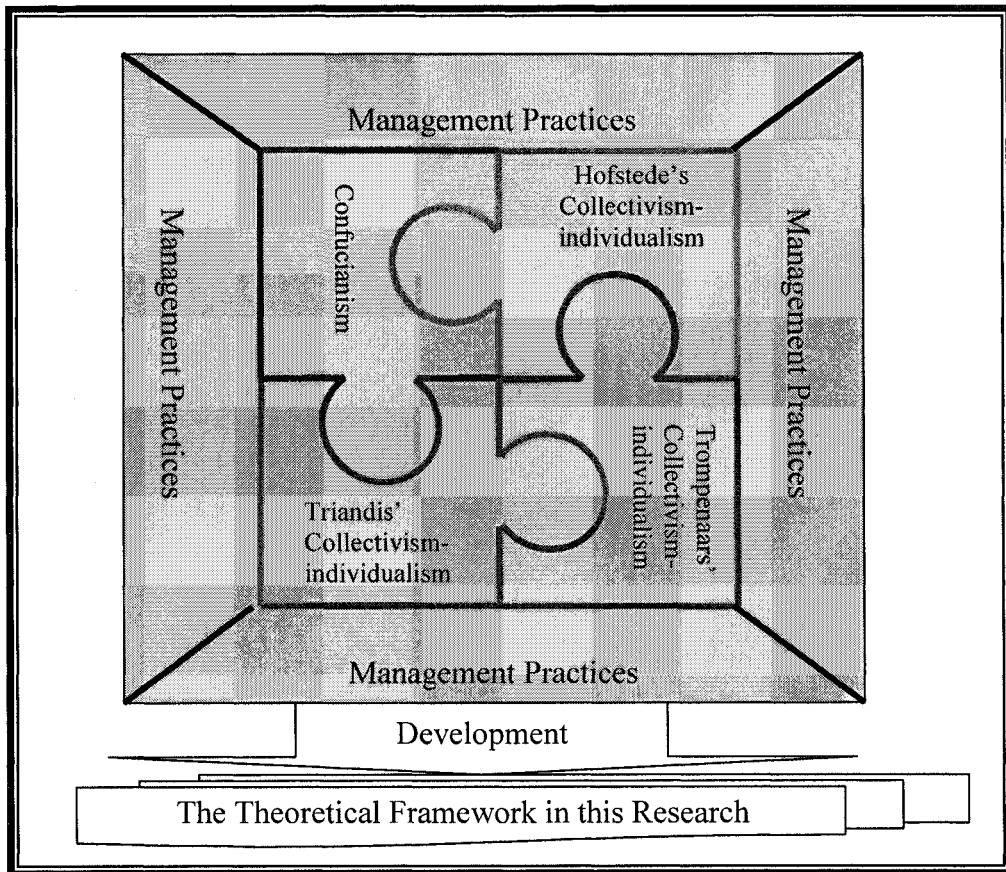 Management Practices
Management Practices
Confucianism
Hofstede's
Collectivism-
individualism
Management Practices
Triandis'
Collectivism-
individualism
Trompenaars'
Collectivism-
individualism
Management Practices
Development
The Theoretical Framework in this Research